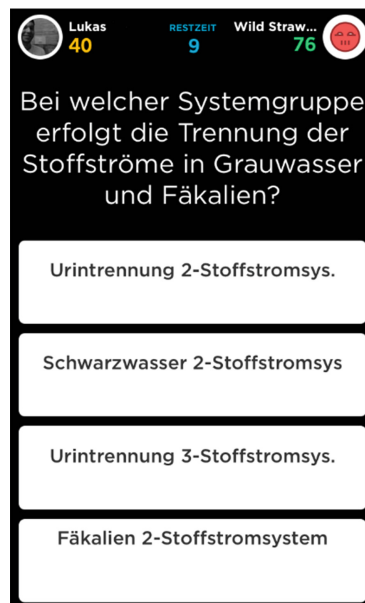 Lukas
40
RESTZEIT
9
Wild Straw...
76
Bei welcher Systemgruppe
erfolgt die Trennung der
Stoffströme in Grauwasser
und Fäkalien?
Urintrennung 2-Stoffstromsys.
Schwarzwasser 2-Stoffstromsys
Urintrennung 3-Stoffstromsys.
Fäkalien 2-Stoffstromsystem